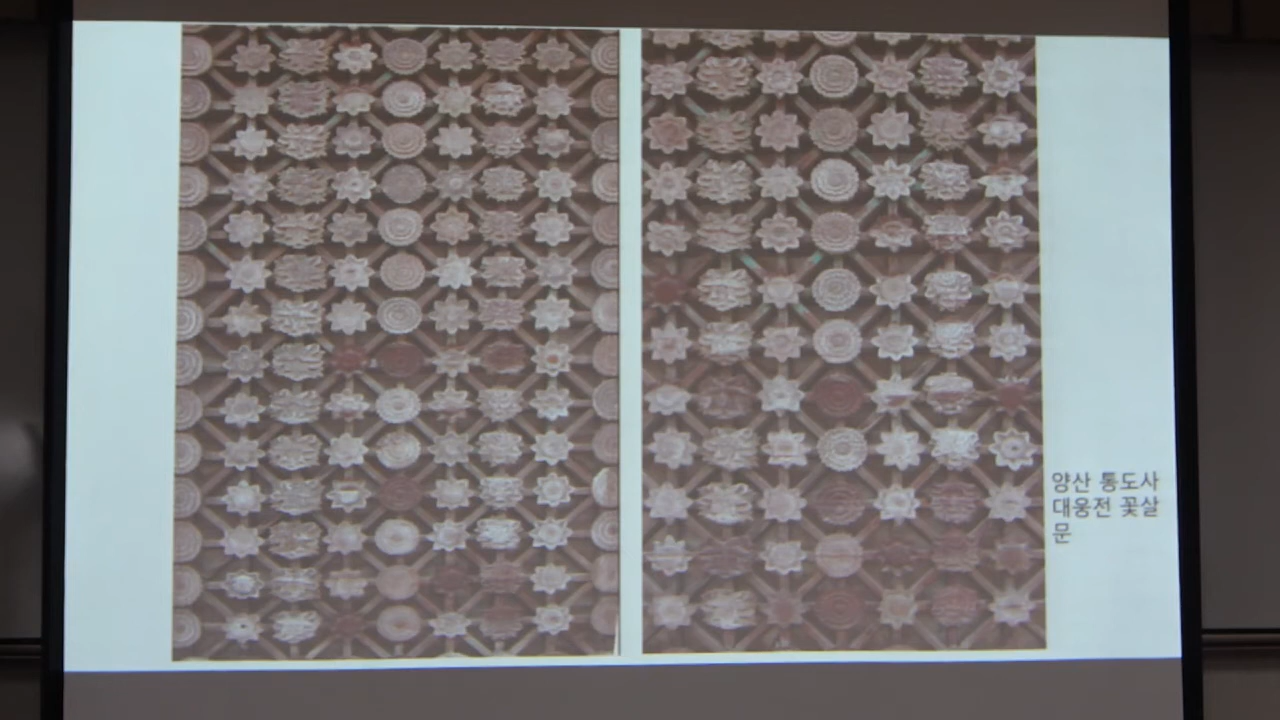 양산 통도사
대웅전 꽃살
문